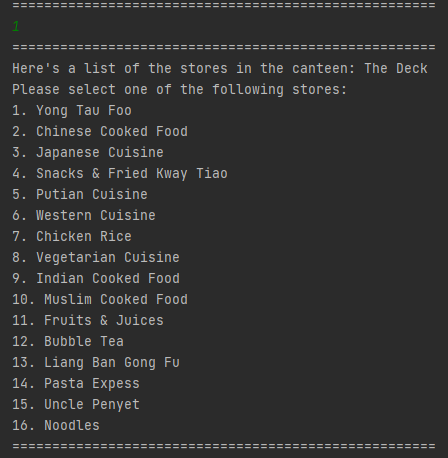 =====================================================
1
=====================================================
Here's a list of the stores in the canteen: The Deck
Please select one of the following stores:
1. Yong Tau Foo
2. Chinese Cooked Food
3. Japanese Cuisine
4. Snacks & Fried Kway Tiao
5. Putian Cuisine
6. Western Cuisine
7. Chicken Rice
8. Vegetarian Cuisine
9. Indian Cooked Food
10. Muslim Cooked Food
11. Fruits & Juices
12. Bubble Tea
13. Liang Ban Gong Fu
14. Pasta Expess
15. Uncle Penyet
16. Noodles
=====================================================